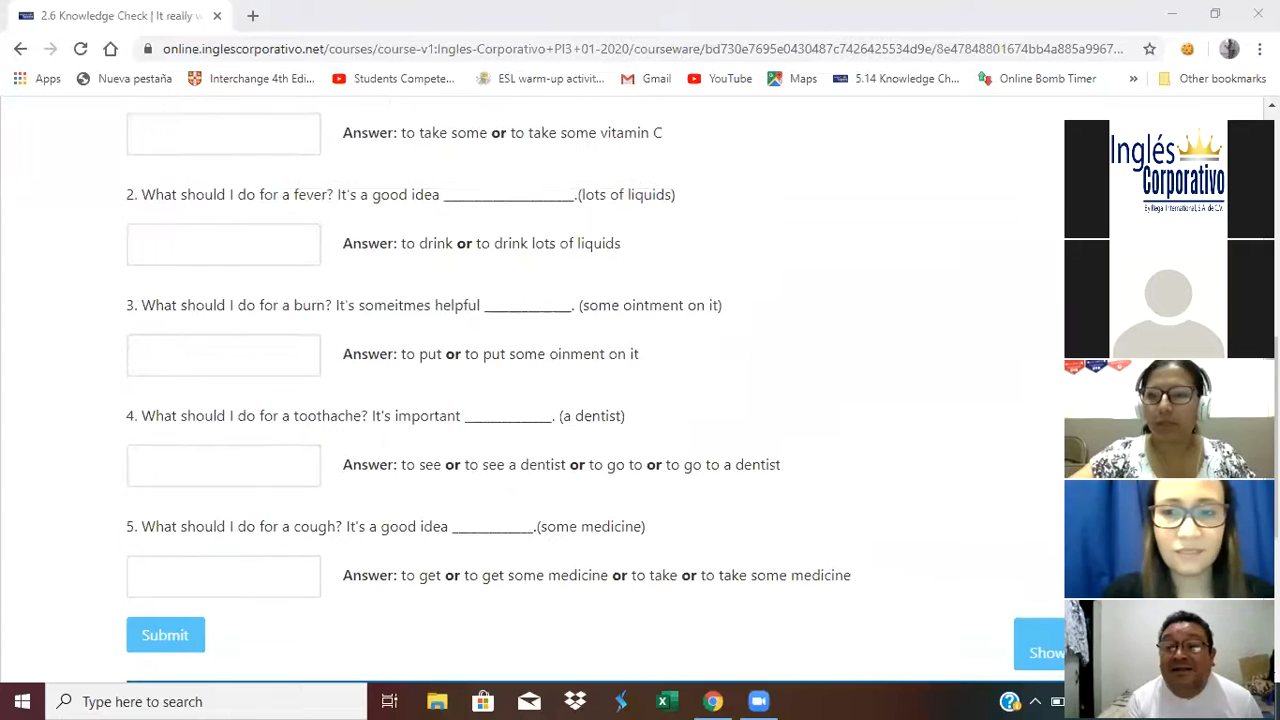 2.6 Knowledge Check | It really w
online.inglescorporativo.net/courses/course-v1:Ingles-Corporativo+PI3+01-2020/courseware/bd730e7695e0430487c7426425534d9e/8e47848801674bb4a885a9967...
Apps
Nueva pestaña
Interchange 4th Edi...
Students Compete...
ESL warm-up activit...
Gmail
YouTube
Maps
5.14 Knowledge Ch...
Online Bomb Timer
»
Other bookmarks
Answer: to take some or to take some vitamin C
2. What should I do for a fever? It's a good idea ____________________.(lots of liquids)
Answer: to drink or to drink lots of liquids
3. What should I do for a burn? It's someitmes helpful _____________. (some ointment on it)
Answer: to put or to put some oinment on it
4. What should I do for a toothache? It's important _____________. (a dentist)
Answer: to see or to see a dentist or to go to or to go to a dentist
5. What should I do for a cough? It's a good idea ____________.(some medicine)
Answer: to get or to get some medicine or to take or to take some medicine
Submit
Show
Inglés
Corporativo
Type here to search